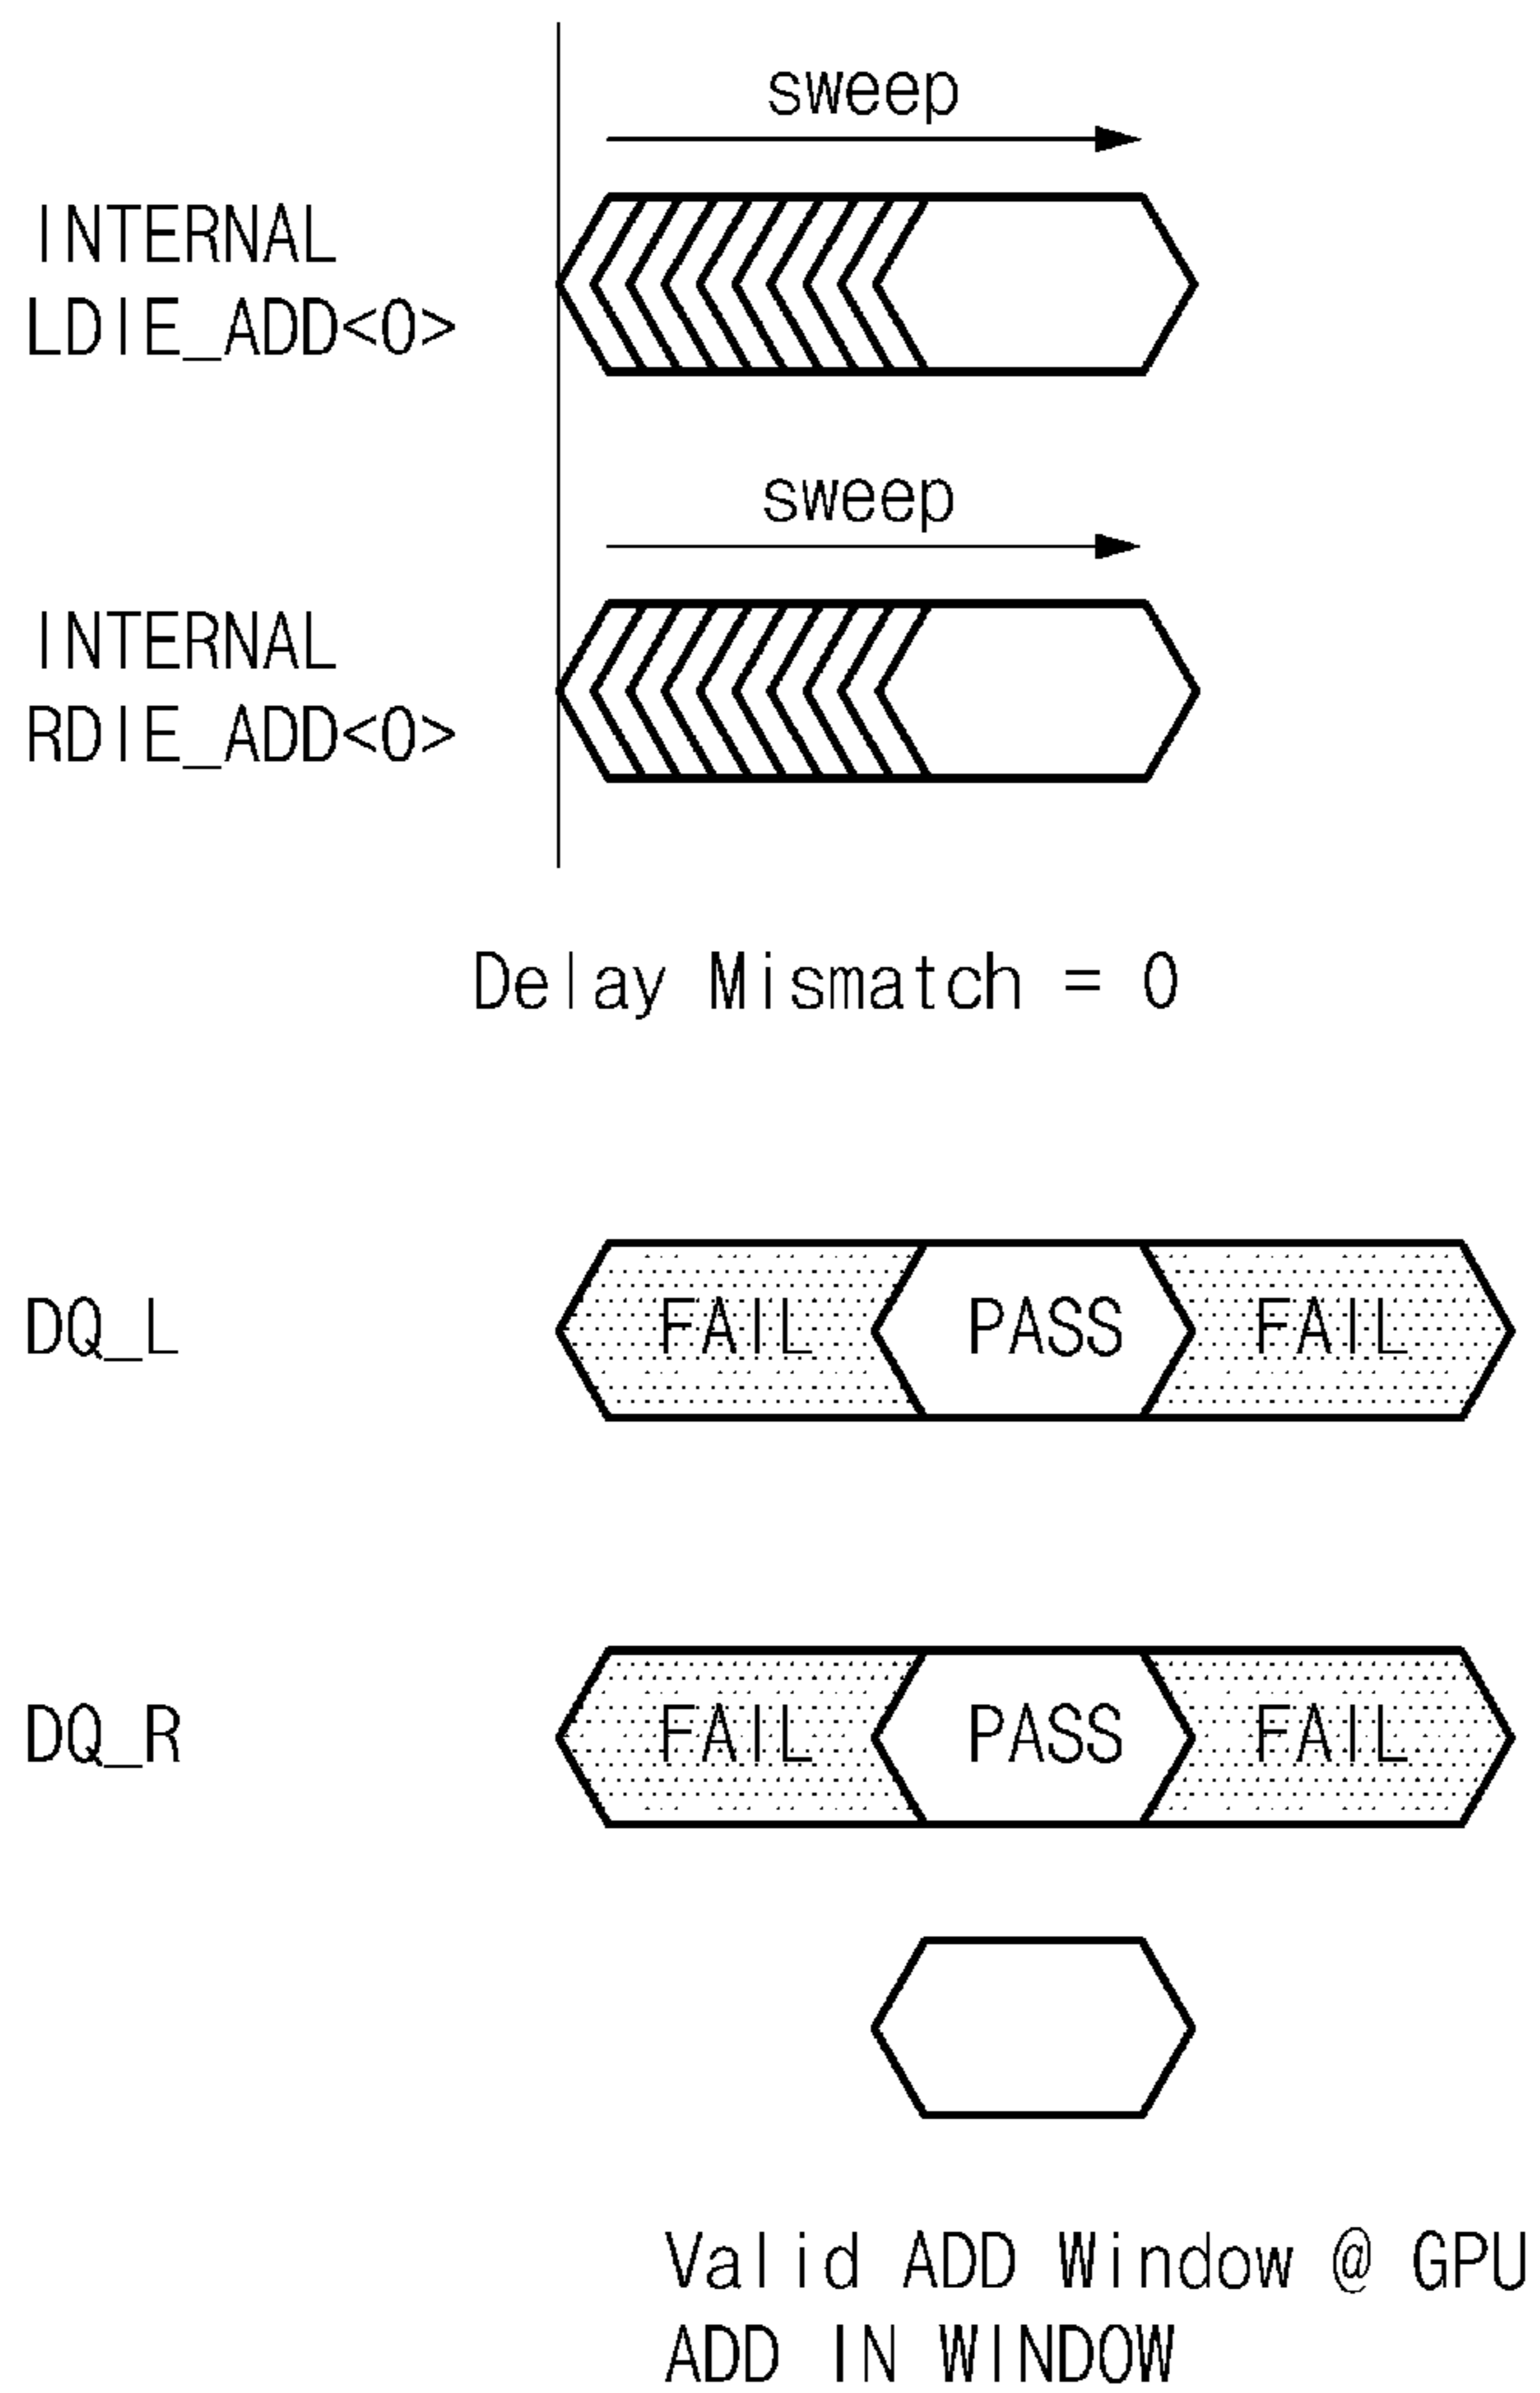 sweep
INTERNAL
LDIE_ADD<0>
sweep
INTERNAL
RDIE_ADD<0>
Delay Mismatch = 0
DQ_L FAIL PASS FAIL
DQ_R FAIL PASS FAIL
Valid ADD Window @ GPU
ADD IN WINDOW